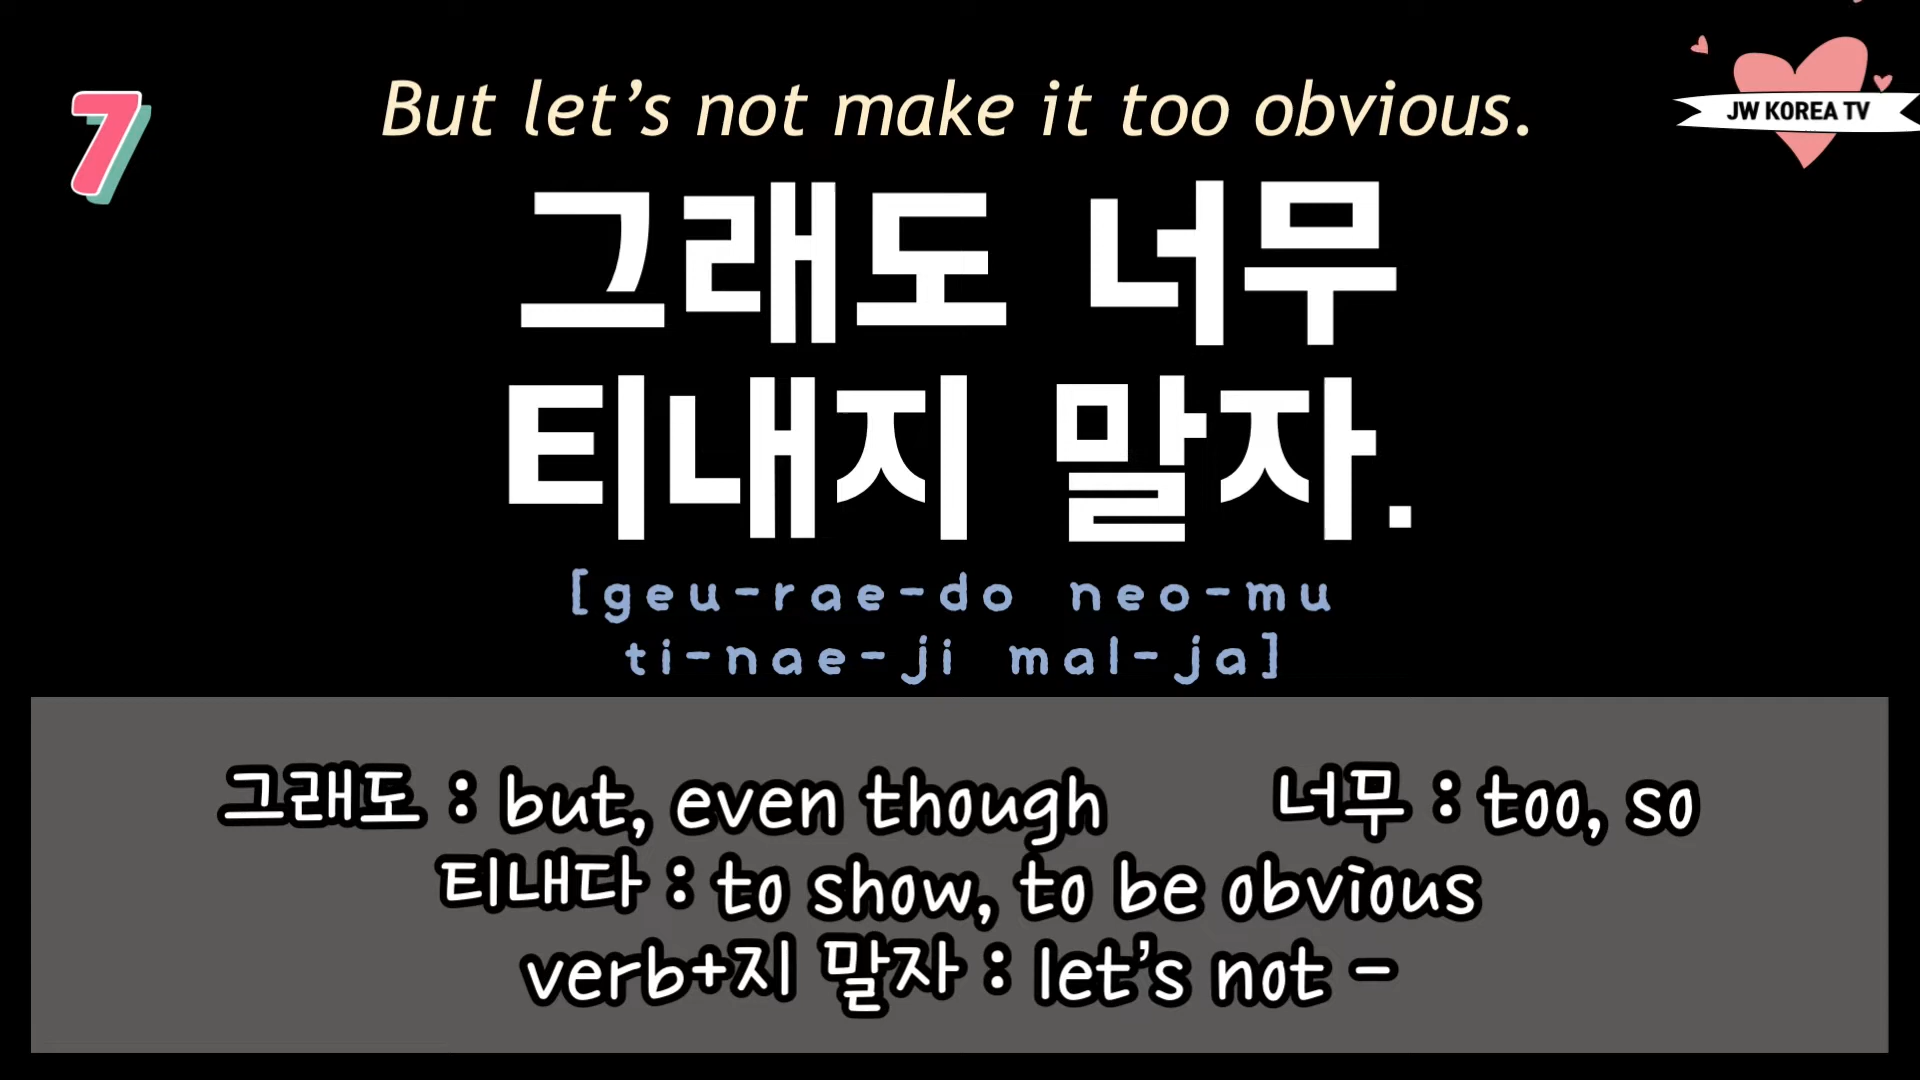 7
But let’s not make it too obvious.
JW KOREA TV
그래도 너무
티내지 말자.
[geu-rae-do neo-mu
ti-nae-ji mal-ja]
그래도 : but, even though 너무 : too, so
티내다 : to show, to be obvious
verb+지 말자 : let’s not -